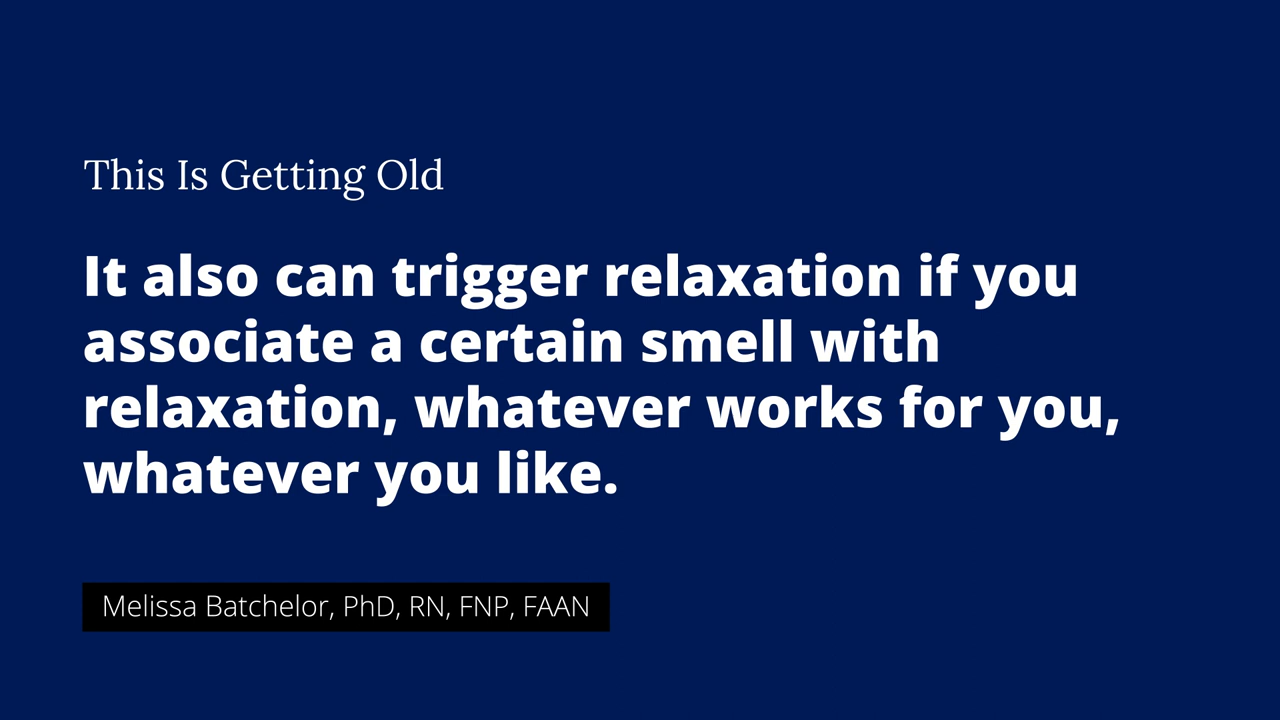 This Is Getting Old
It also can trigger relaxation if you
associate a certain smell with
relaxation, whatever works for you,
whatever you like.
Melissa Batchelor, PhD, RN, FNP, FAAN